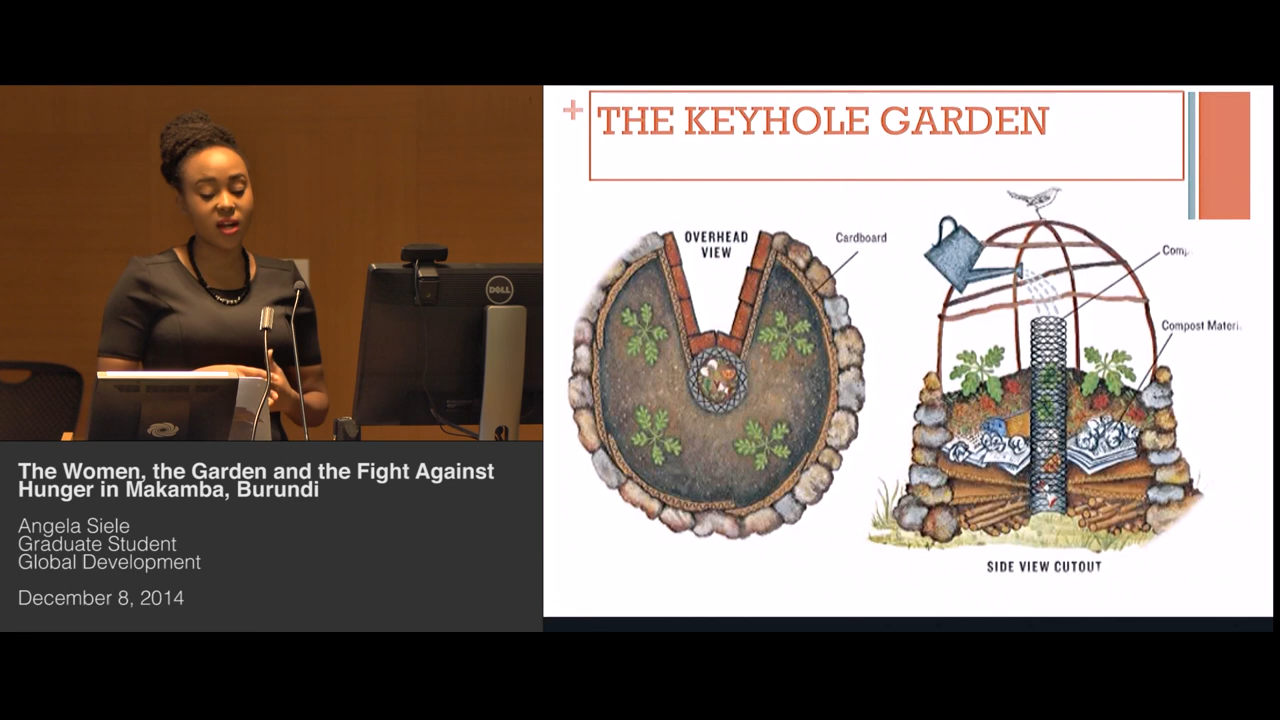 THE KEYHOLE GARDEN
OVERHEAD
VIEW
Cardboard
Compost Materi
SIDE VIEW CUTOUT
DELL
The Women, the Garden and the Fight Against
Hunger in Makamba, Burundi
Angela Siele
Graduate Student
Global Development
December 8, 2014